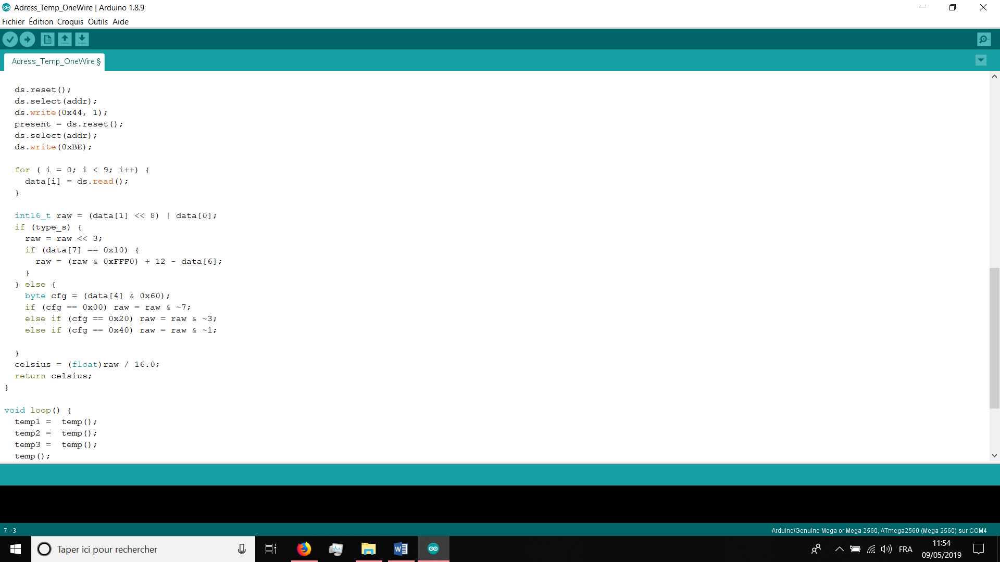 Adress_Temp_OneWire | Arduino 1.8.9
Fichier Édition Croquis Outils Aide
Adress_Temp_OneWire §
ds.reset();
ds.select(addr);
ds.write(0x44, 1);
present = ds.reset();
ds.select(addr);
ds.write(0xBE);
for ( i = 0; i < 9; i++) {
data[i] = ds.read();
}
int16_t raw = (data[1] << 8) | data[0];
if (type_s) {
raw = raw << 3;
if (data[7] == 0x10) {
raw = (raw & 0xFFF0) + 12 - data[6];
}
} else {
byte cfg = (data[4] & 0x60);
if (cfg == 0x00) raw = raw & ~7;
else if (cfg == 0x20) raw = raw & ~3;
else if (cfg == 0x40) raw = raw & ~1;
}
celsius = (float)raw / 16.0;
return celsius;
}
void loop() {
temp1 =  temp();
temp2 =  temp();
temp3 =  temp();
temp();
7 - 3
Arduino/Genuino Mega or Mega 2560, ATmega2560 (Mega 2560) sur COM4
Taper ici pour rechercher
FRA
11:54
09/05/2019